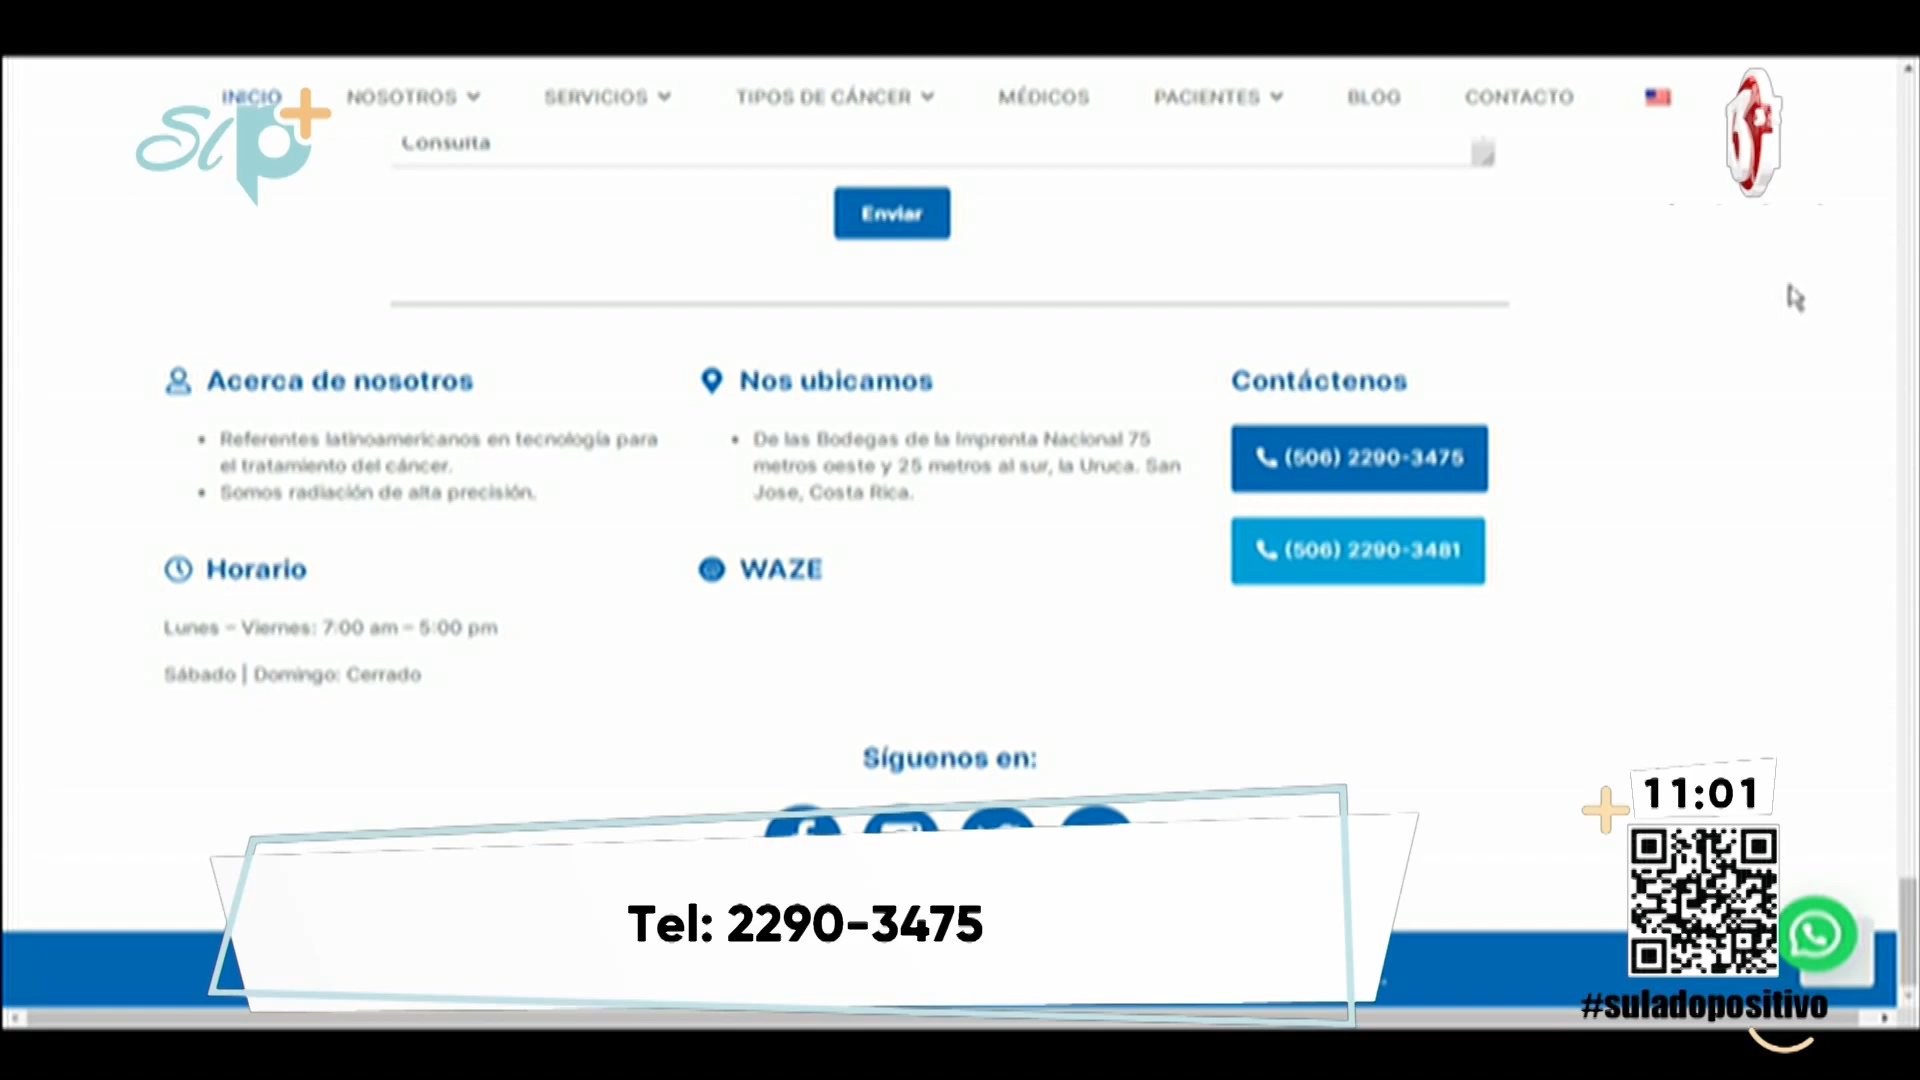 INICIO NOSOTROS SERVICIOS TIPOS DE CÁNCER MÉDICOS PACIENTES BLOG CONTACTO
Slp+
Consulta
Enviar
Acerca de nosotros
Referentes latinoamericanos en tecnología para
el tratamiento del cáncer.
Somos radiación de alta precisión.
Nos ubicamos
De las Bodegas de la Imprenta Nacional 75
metros oeste y 25 metros al sur, la Uruca. San
Jose, Costa Rica.
Contáctenos
(506) 2290-3475
(506) 2290-3481
Horario
Lunes – Viernes: 7:00 am – 5:00 pm
Sábado | Domingo: Cerrado
WAZE
Síguenos en:
Tel: 2290-3475
11:01
#suladopositivo